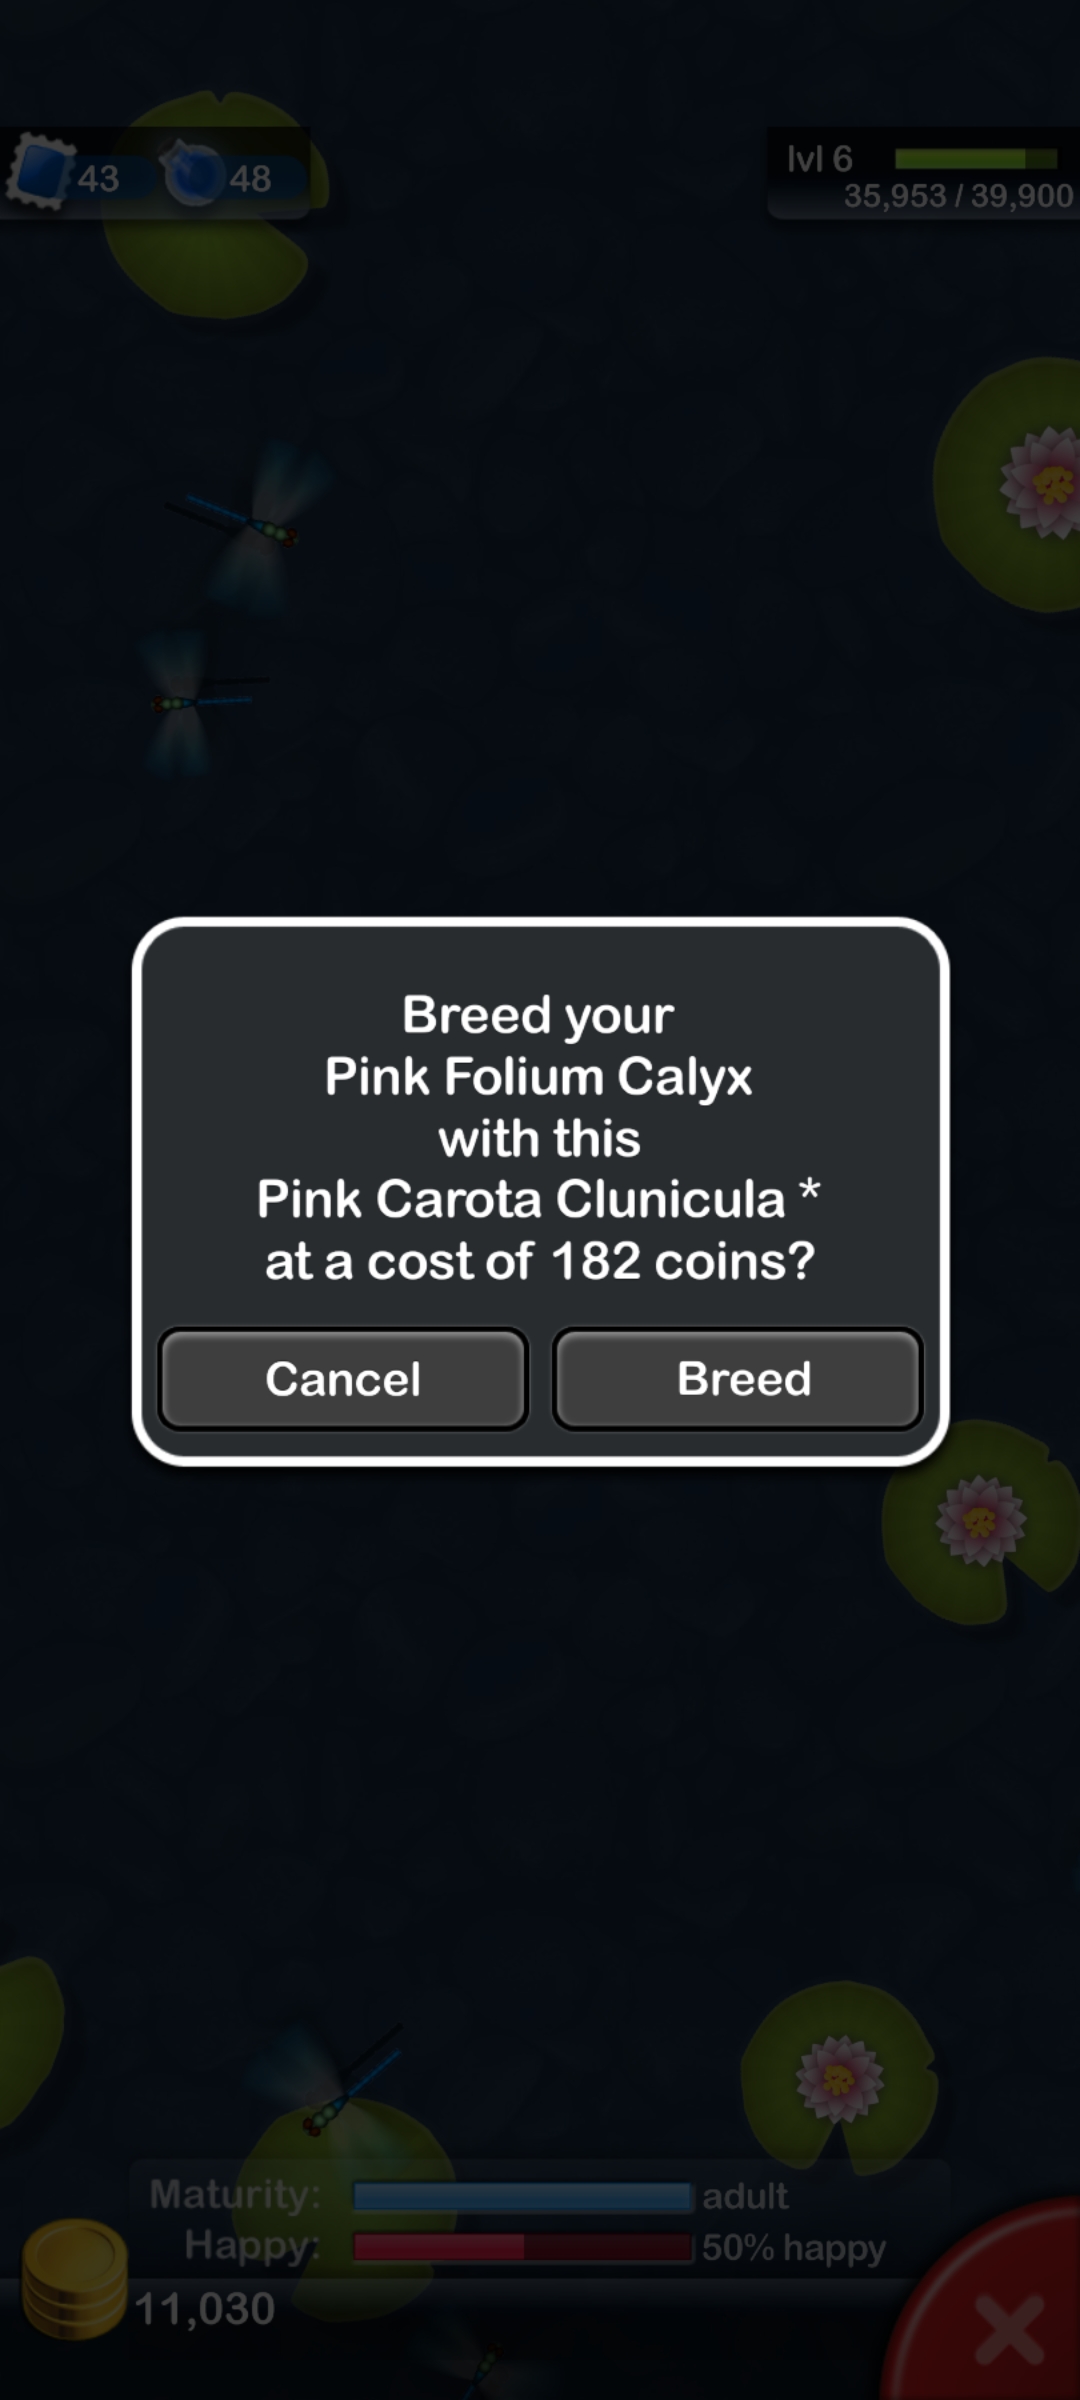 43
48
lvl 6
35,953 / 39,900
Breed your
Pink Folium Calyx
with this
Pink Carota Clunicula *
at a cost of 182 coins?
Cancel
Breed
Maturity: adult
Happy: 50% happy
11,030